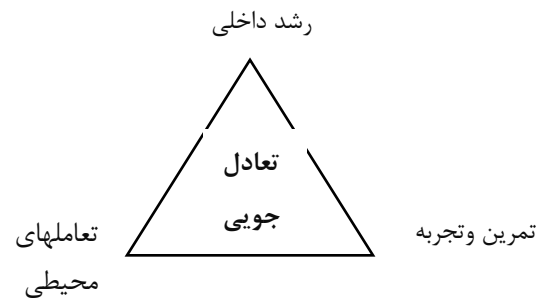 رشد داخلی
تعادل
جویی
تمرین وتجربه
تعاملهای
محیطی